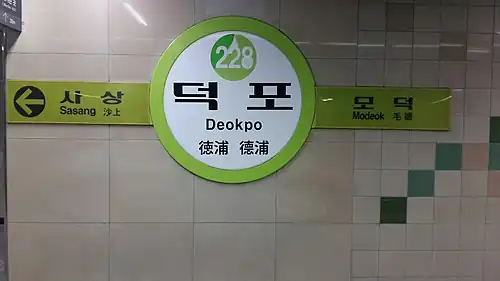 228
덕포
Deokpo
徳浦 德浦
사상
Sasang 沙上
모덕
Modeok 毛德